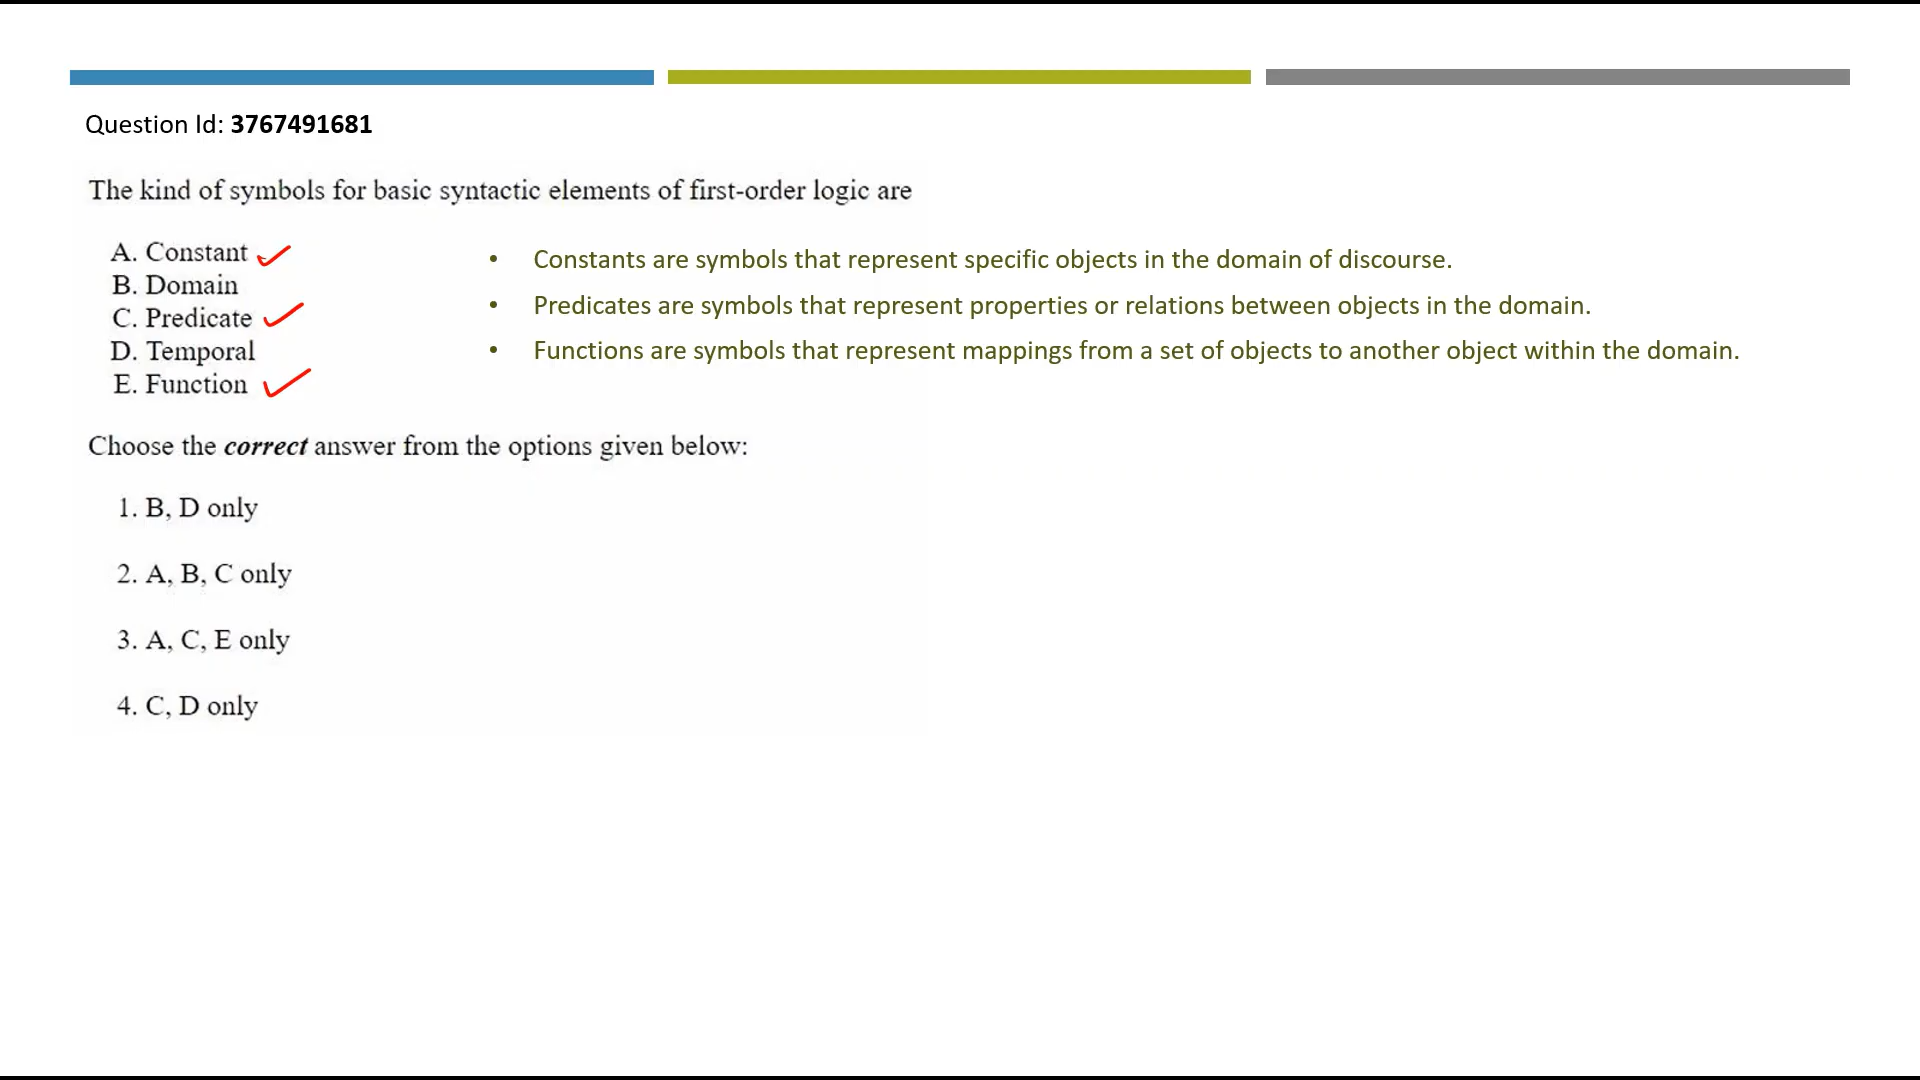 Question Id: 3767491681
The kind of symbols for basic syntactic elements of first-order logic are
A. Constant
B. Domain
C. Predicate
D. Temporal
E. Function
• Constants are symbols that represent specific objects in the domain of discourse.
• Predicates are symbols that represent properties or relations between objects in the domain.
• Functions are symbols that represent mappings from a set of objects to another object within the domain.
Choose the correct answer from the options given below:
1. B, D only
2. A, B, C only
3. A, C, E only
4. C, D only